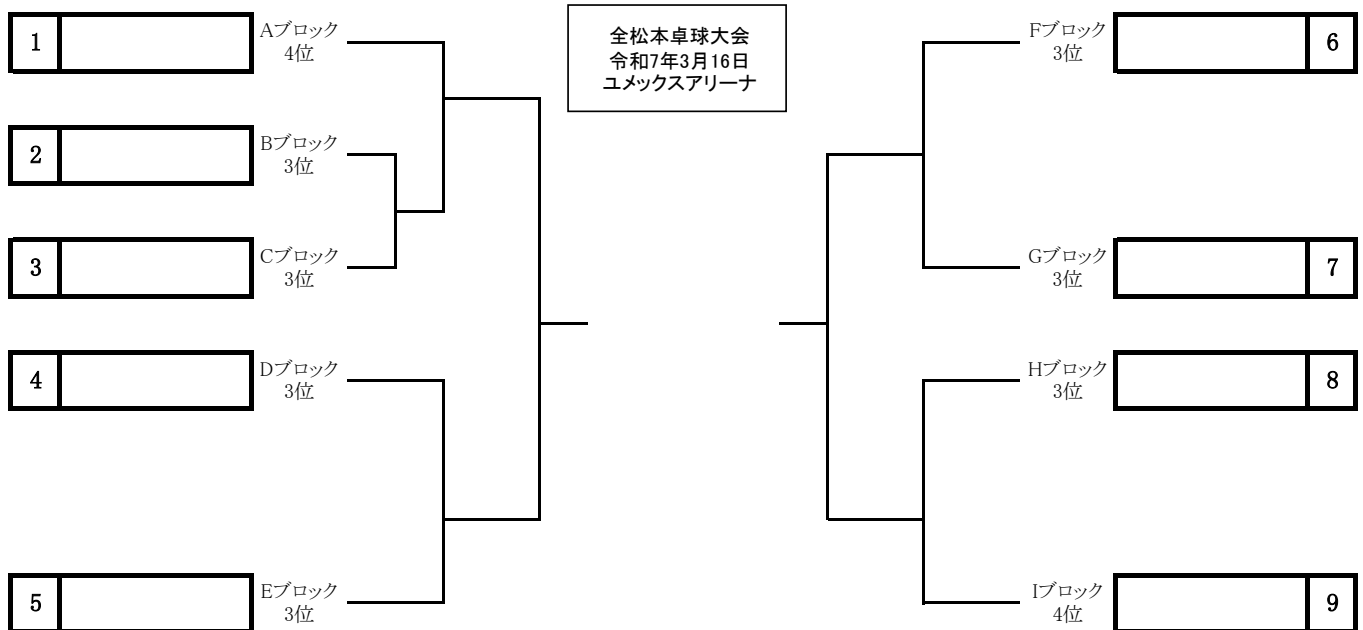 全松本卓球大会
令和7年3月16日
ユメックスアリーナ
1
Aブロック
4位
2
Bブロック
3位
3
Cブロック
3位
4
Dブロック
3位
5
Eブロック
3位
Fブロック
3位
6
Gブロック
3位
7
Hブロック
3位
8
Iブロック
4位
9